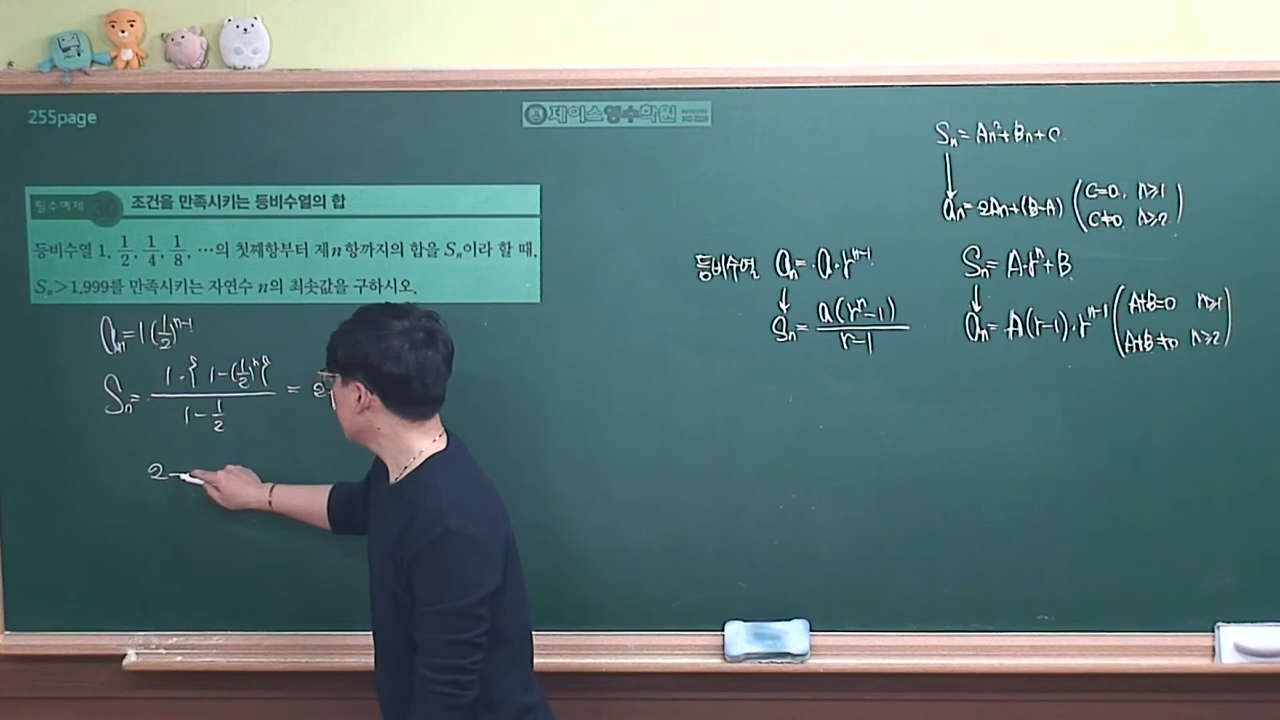 255page
제이스영수학원
필수예제 조건을 만족시키는 등비수열의 합
등비수열 1, 1/2, 1/4, 1/8, …의 첫째항부터 제n항까지의 합을 Sₙ이라 할 때,
Sₙ>1.999를 만족시키는 자연수 n의 최솟값을 구하시오.
aₙ=1(1/2)ⁿ⁻¹
Sₙ= 1·{1-(1/2)ⁿ} / 1-1/2 = 2
2-
Sₙ=An²+Bn+C
↓
aₙ=2An+(B-A) (C=0, n≥1
C≠0, n≥2)
등비수열 aₙ=a·rⁿ⁻¹
↓
Sₙ= a(rⁿ-1) / r-1
Sₙ=A·rⁿ+B
↓
aₙ=A(r-1)·rⁿ⁻¹ (A+B=0 n≥1
A+B≠0 n≥2)